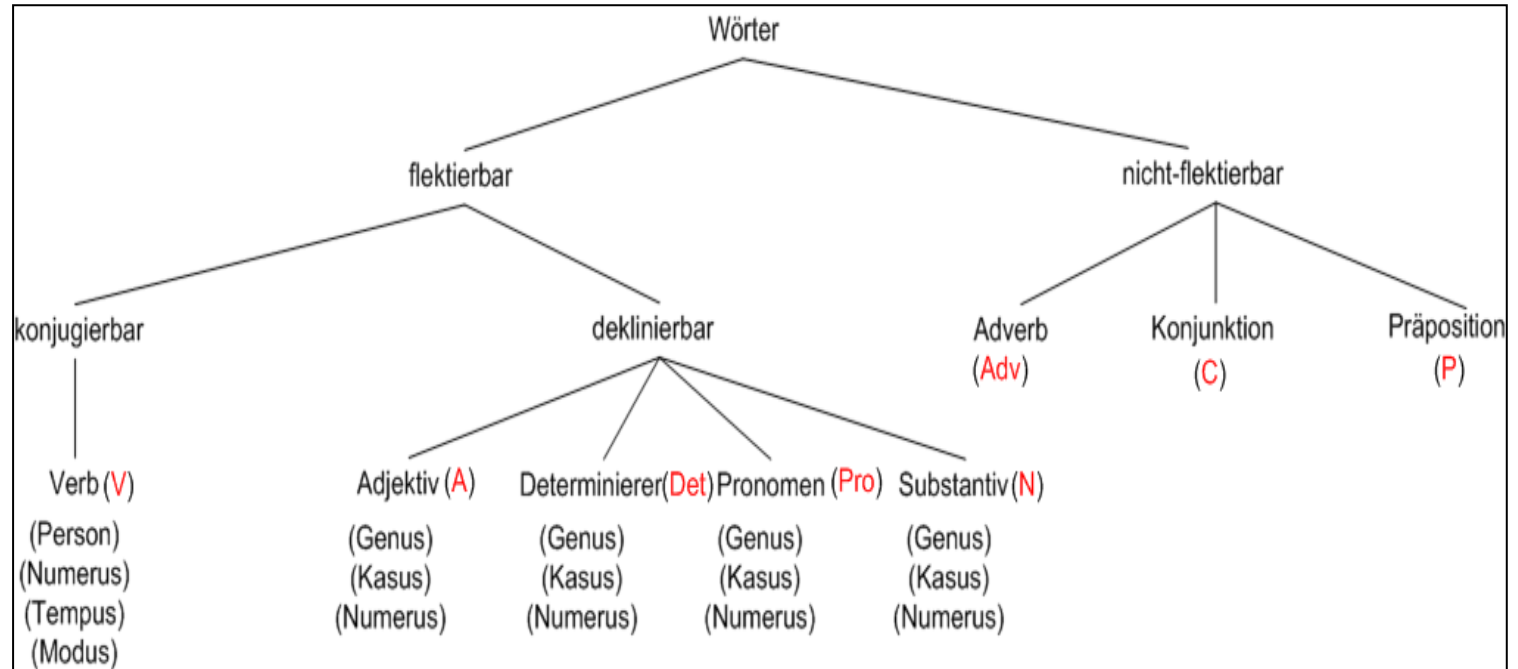 Wörter
flektierbar nicht-flektierbar
konjugierbar deklinierbar Adverb Konjunktion Präposition
(Adv) (C) (P)
Verb (V) Adjektiv (A) Determinierer(Det) Pronomen (Pro) Substantiv(N)
(Person) (Genus) (Genus) (Genus) (Genus)
(Numerus) (Kasus) (Kasus) (Kasus) (Kasus)
(Tempus) (Numerus) (Numerus) (Numerus) (Numerus)
(Modus)